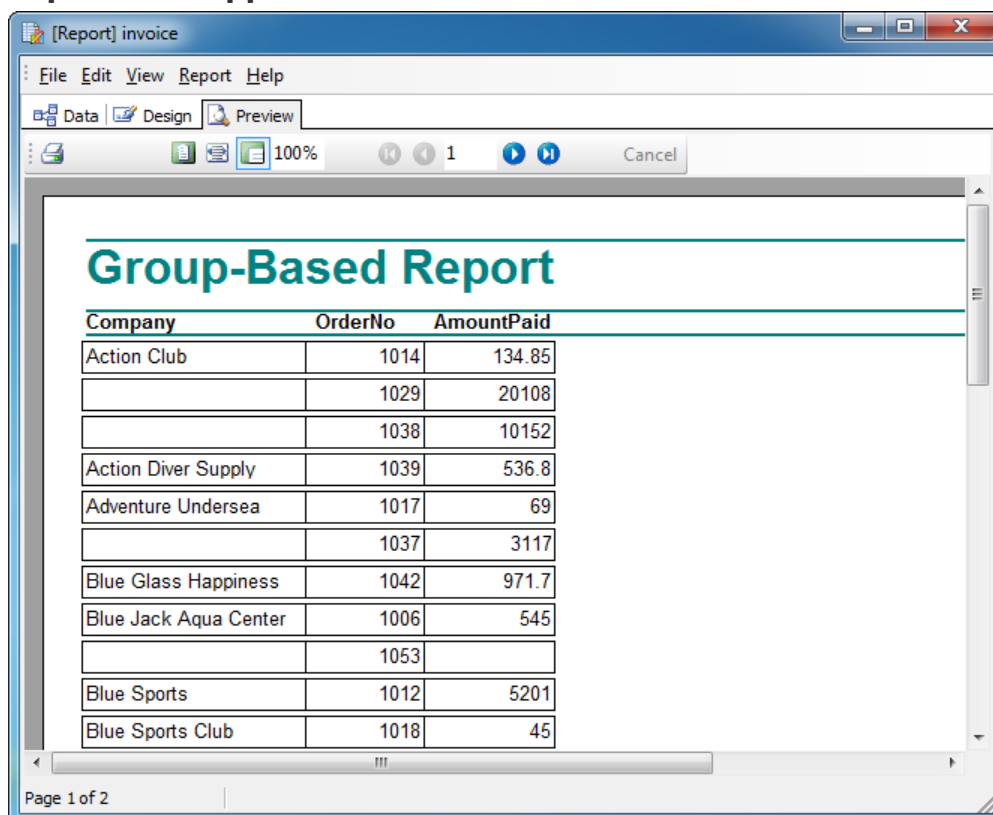 [Report] invoice
File Edit View Report Help
Data Design Preview
100% 1 Cancel
Group-Based Report
Company OrderNo AmountPaid
Action Club 1014 134.85
1029 20108
1038 10152
Action Diver Supply 1039 536.8
Adventure Undersea 1017 69
1037 3117
Blue Glass Happiness 1042 971.7
Blue Jack Aqua Center 1006 545
1053
Blue Sports 1012 5201
Blue Sports Club 1018 45
Page 1 of 2